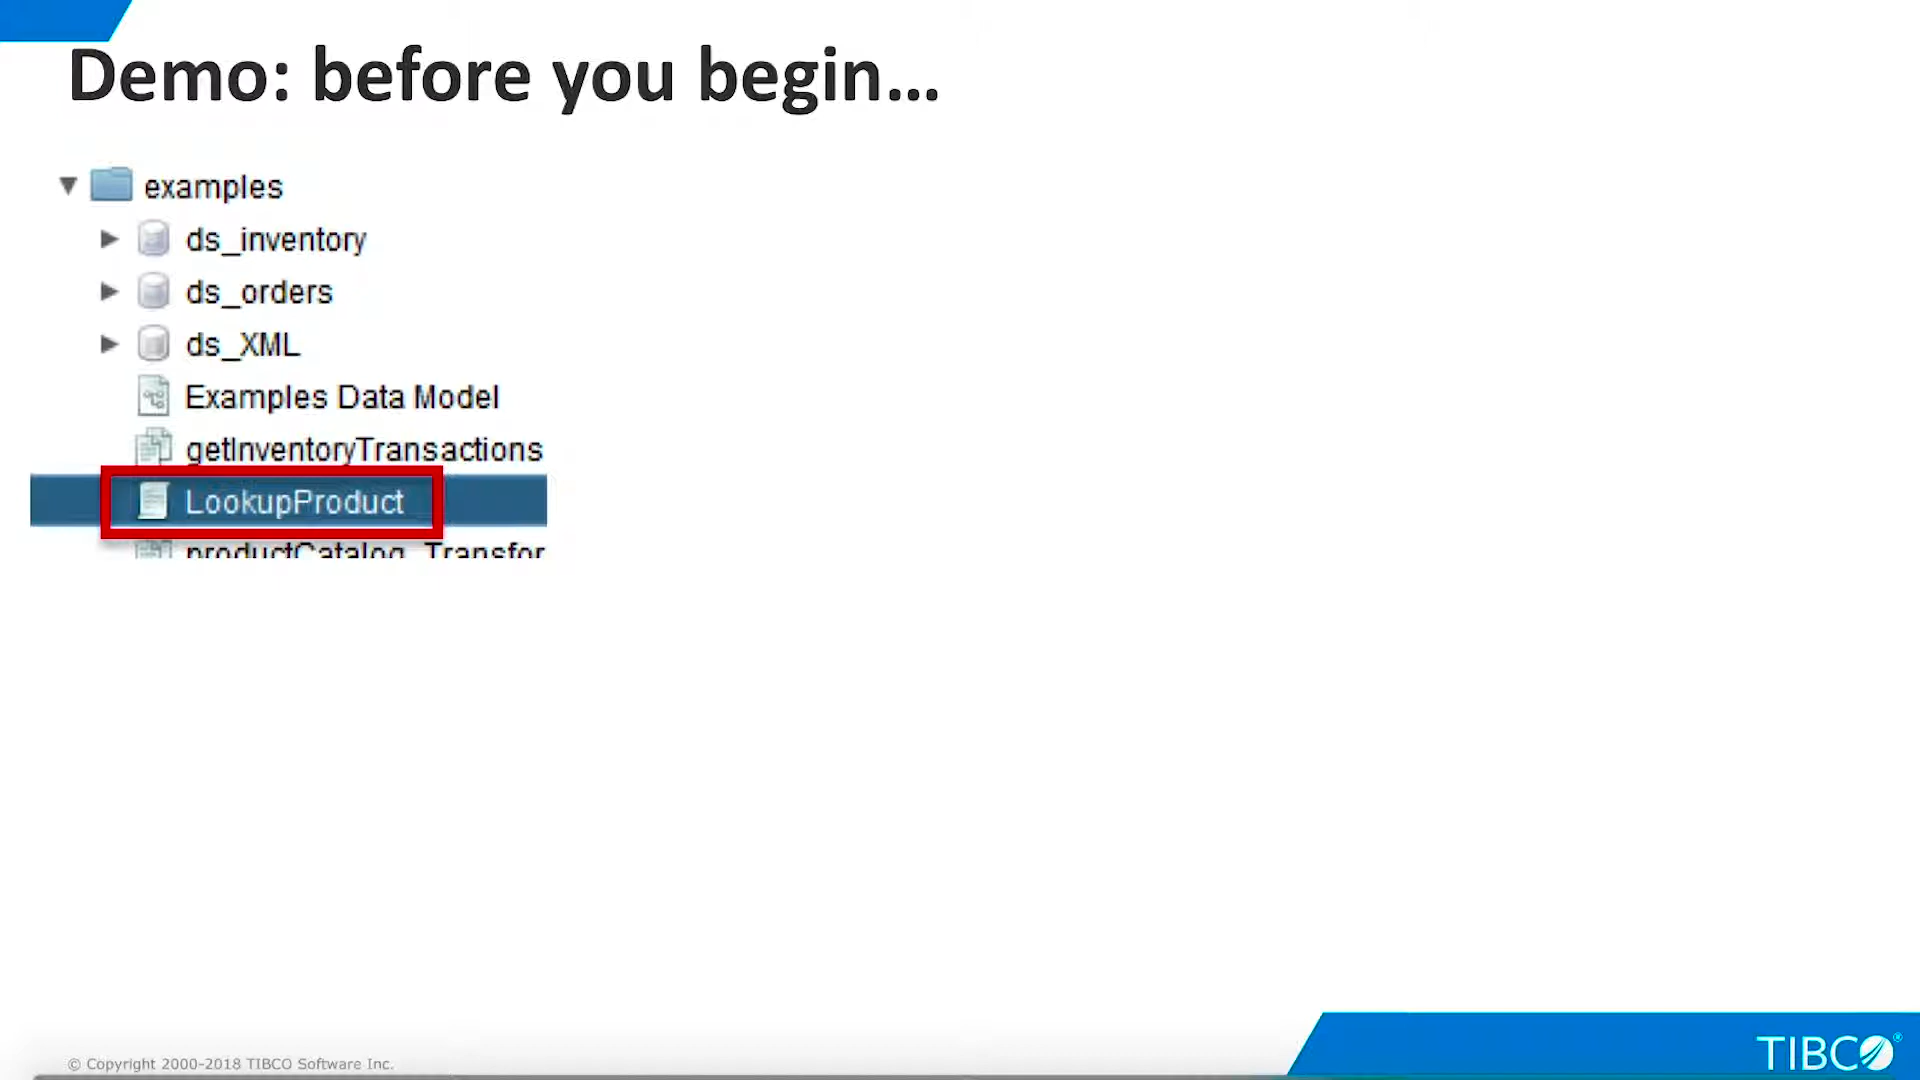 Demo: before you begin...
examples
ds_inventory
ds_orders
ds_XML
Examples Data Model
getInventoryTransactions
LookupProduct
productCatalog_Transfor
© Copyright 2000-2018 TIBCO Software Inc.
TIBCO®